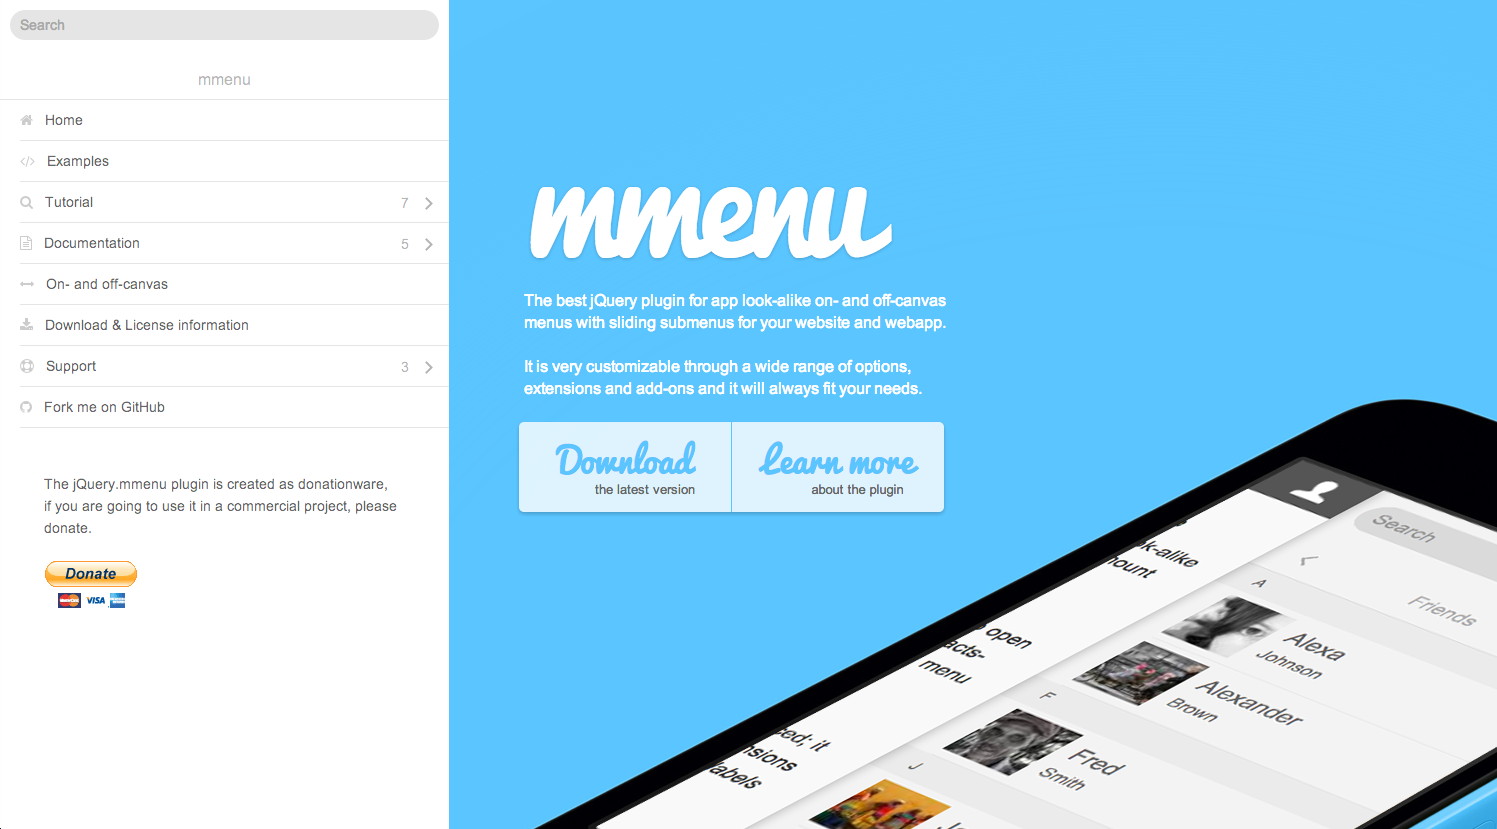 Search
mmenu
Home
</> Examples
Tutorial 7
Documentation 5
On- and off-canvas
Download & License information
Support 3
Fork me on GitHub
The jQuery.mmenu plugin is created as donationware,
if you are going to use it in a commercial project, please
donate.
Donate
VISA
mmenu
The best jQuery plugin for app look-alike on- and off-canvas
menus with sliding submenus for your website and webapp.
It is very customizable through a wide range of options,
extensions and add-ons and it will always fit your needs.
Download
the latest version
Learn more
about the plugin
Search
Friends
A
Alexa
Johnson
Alexander
Brown
F
Fred
Smith
J
k-alike
ount
open
acts-
menu
ced; it
nsions
labels